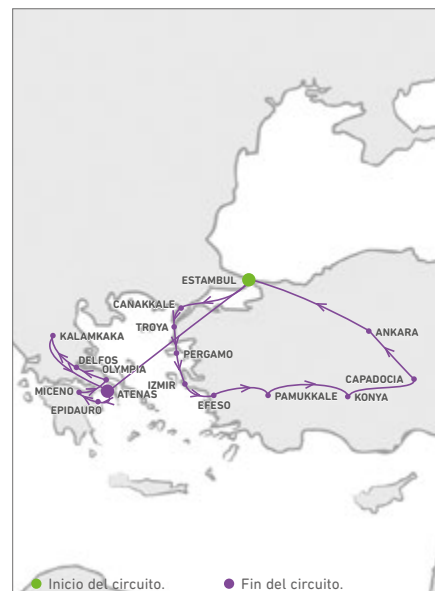 ESTAMBUL
CANAKKALE
TRØYA
KALAMKAKA
ANKARA
PERGAMO
DELFOS
OLYMPIA
CAPADOCIA
IZMIR
MICENO
ATENAS
EFESO
PAMUKKALE
KONYA
EPIDAURO
Inicio del circuito.
Fin del circuito.